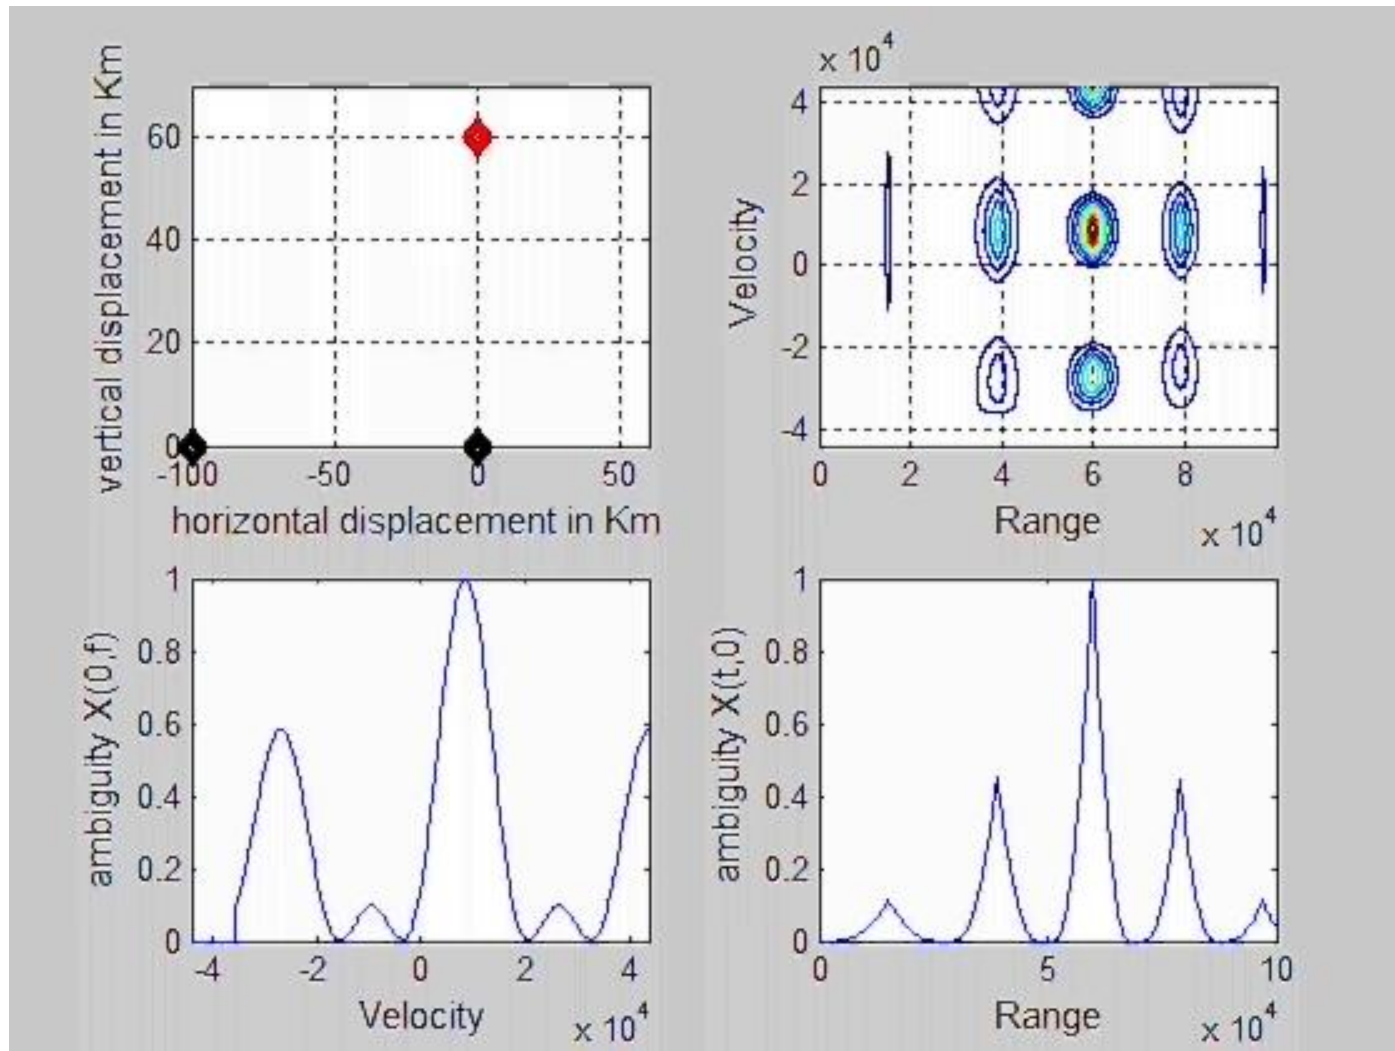 vertical displacement in Km
60
40
20
0
-100 -50 0 50
horizontal displacement in Km
x 10^4
Velocity
4
2
0
-2
-4
0 2 4 6 8
Range
x 10^4
ambiguity X(0,f)
1
0.8
0.6
0.4
0.2
0
-4 -2 0 2 4
Velocity
x 10^4
ambiguity X(t,0)
1
0.8
0.6
0.4
0.2
0
0 5 10
Range
x 10^4